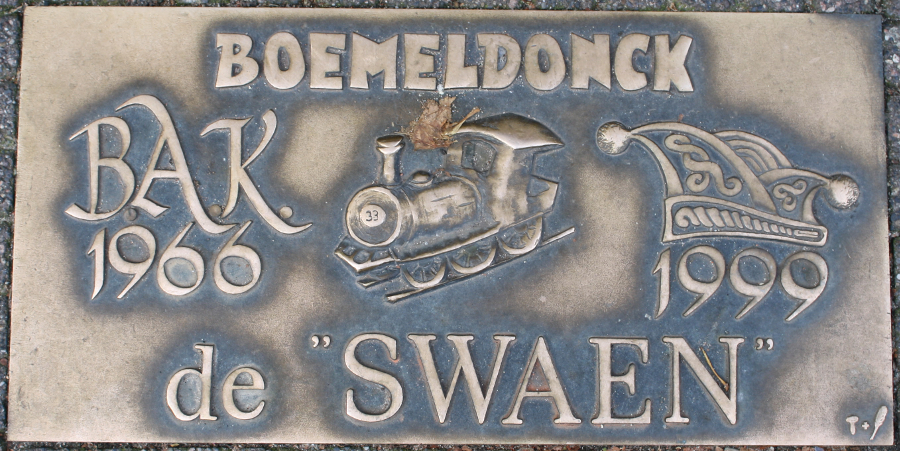 BOEMELDONCK
B.A.K.
1966
33
1999
de "SWAEN"
T+